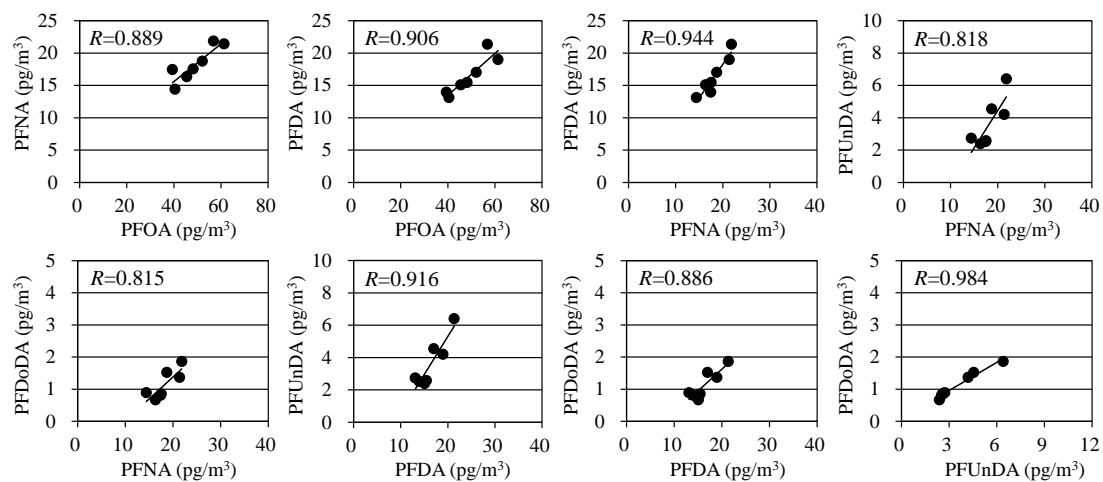 R=0.889
PFNA (pg/m³)
25
20
15
10
5
0
0 20 40 60 80
PFOA (pg/m³)
R=0.906
PFDA (pg/m³)
25
20
15
10
5
0
0 20 40 60 80
PFOA (pg/m³)
R=0.944
PFDA (pg/m³)
25
20
15
10
5
0
0 10 20 30 40
PFNA (pg/m³)
R=0.818
PFUnDA (pg/m³)
10
8
6
4
2
0
0 10 20 30 40
PFNA (pg/m³)
R=0.815
PFDoDA (pg/m³)
5
4
3
2
1
0
0 10 20 30 40
PFNA (pg/m³)
R=0.916
PFUnDA (pg/m³)
10
8
6
4
2
0
0 10 20 30 40
PFDA (pg/m³)
R=0.886
PFDoDA (pg/m³)
5
4
3
2
1
0
0 10 20 30 40
PFDA (pg/m³)
R=0.984
PFDoDA (pg/m³)
5
4
3
2
1
0
0 3 6 9 12
PFUnDA (pg/m³)